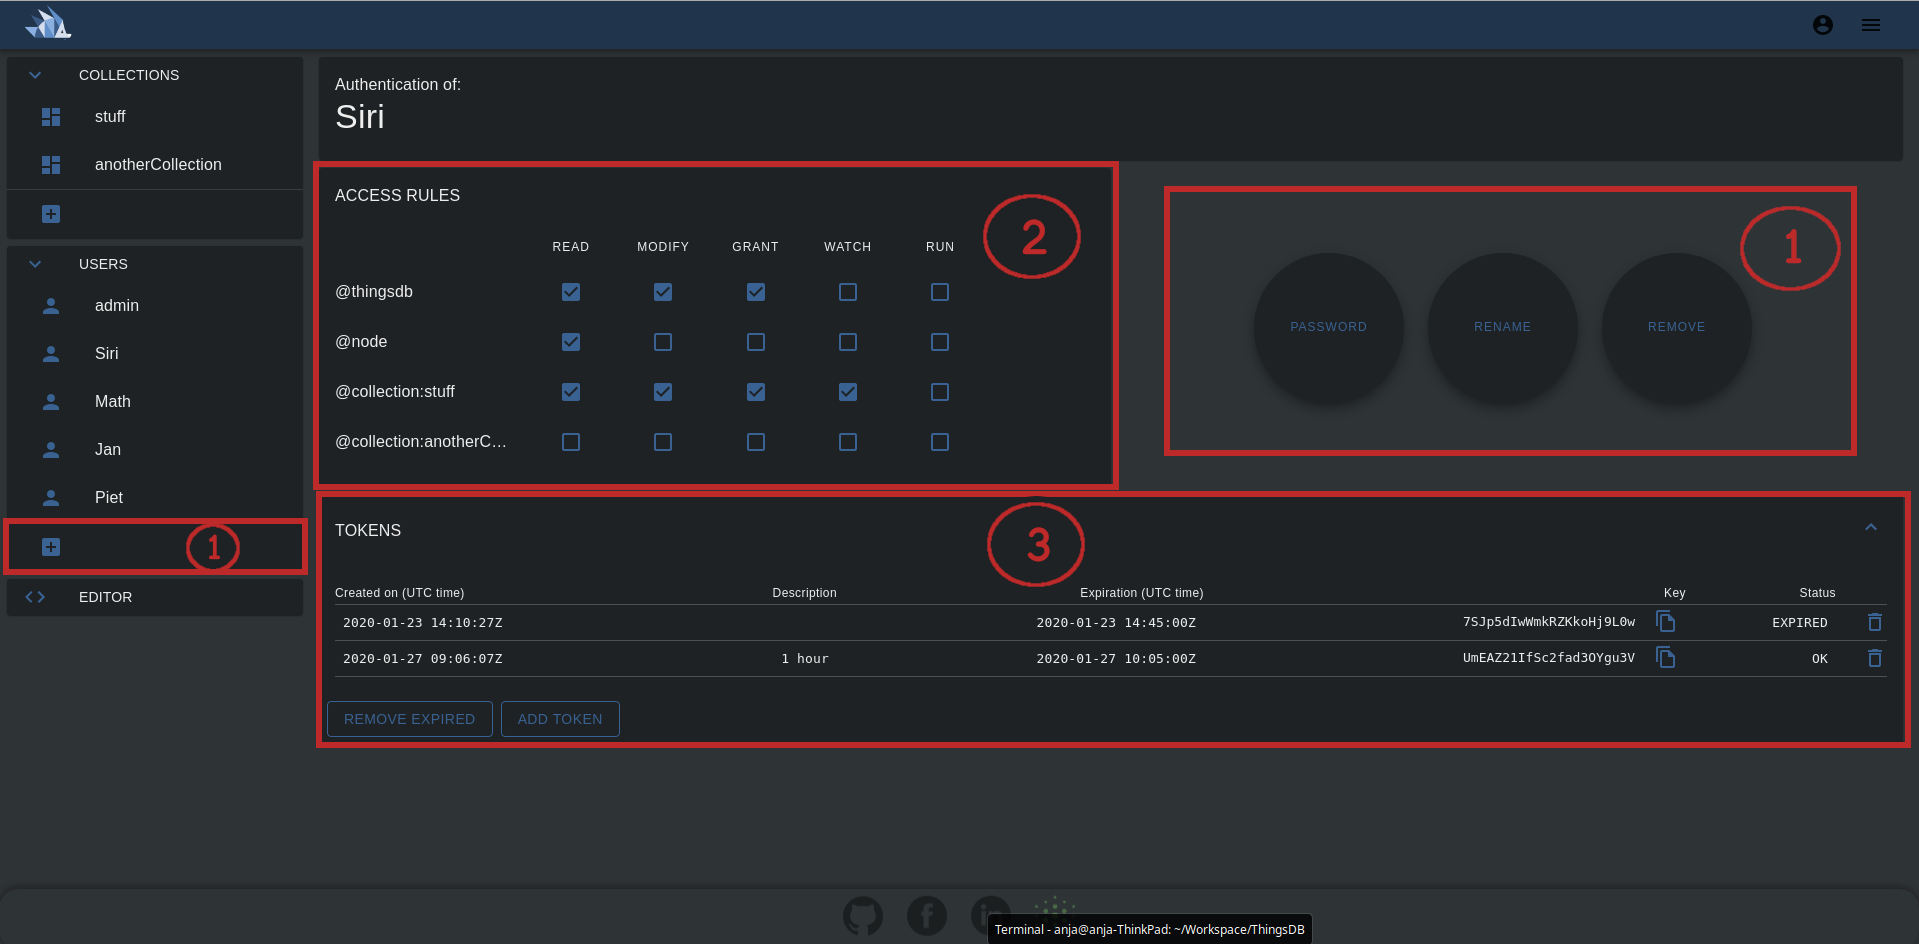 COLLECTIONS
stuff
anotherCollection
USERS
admin
Siri
Math
Jan
Piet
1
EDITOR
Authentication of:
Siri
ACCESS RULES
2
READ MODIFY GRANT WATCH RUN
@thingsdb
@node
@collection:stuff
@collection:anotherC...
1
PASSWORD RENAME REMOVE
TOKENS
3
Created on (UTC time) Description Expiration (UTC time) Key Status
2020-01-23 14:10:27Z 2020-01-23 14:45:00Z 7SJp5dIwWmkRZKkoHj9L0w EXPIRED
2020-01-27 09:06:07Z 1 hour 2020-01-27 10:05:00Z UmEAZ21IfSc2fad3OYgu3V OK
REMOVE EXPIRED ADD TOKEN
Terminal - anja@anja-ThinkPad: ~/Workspace/ThingsDB